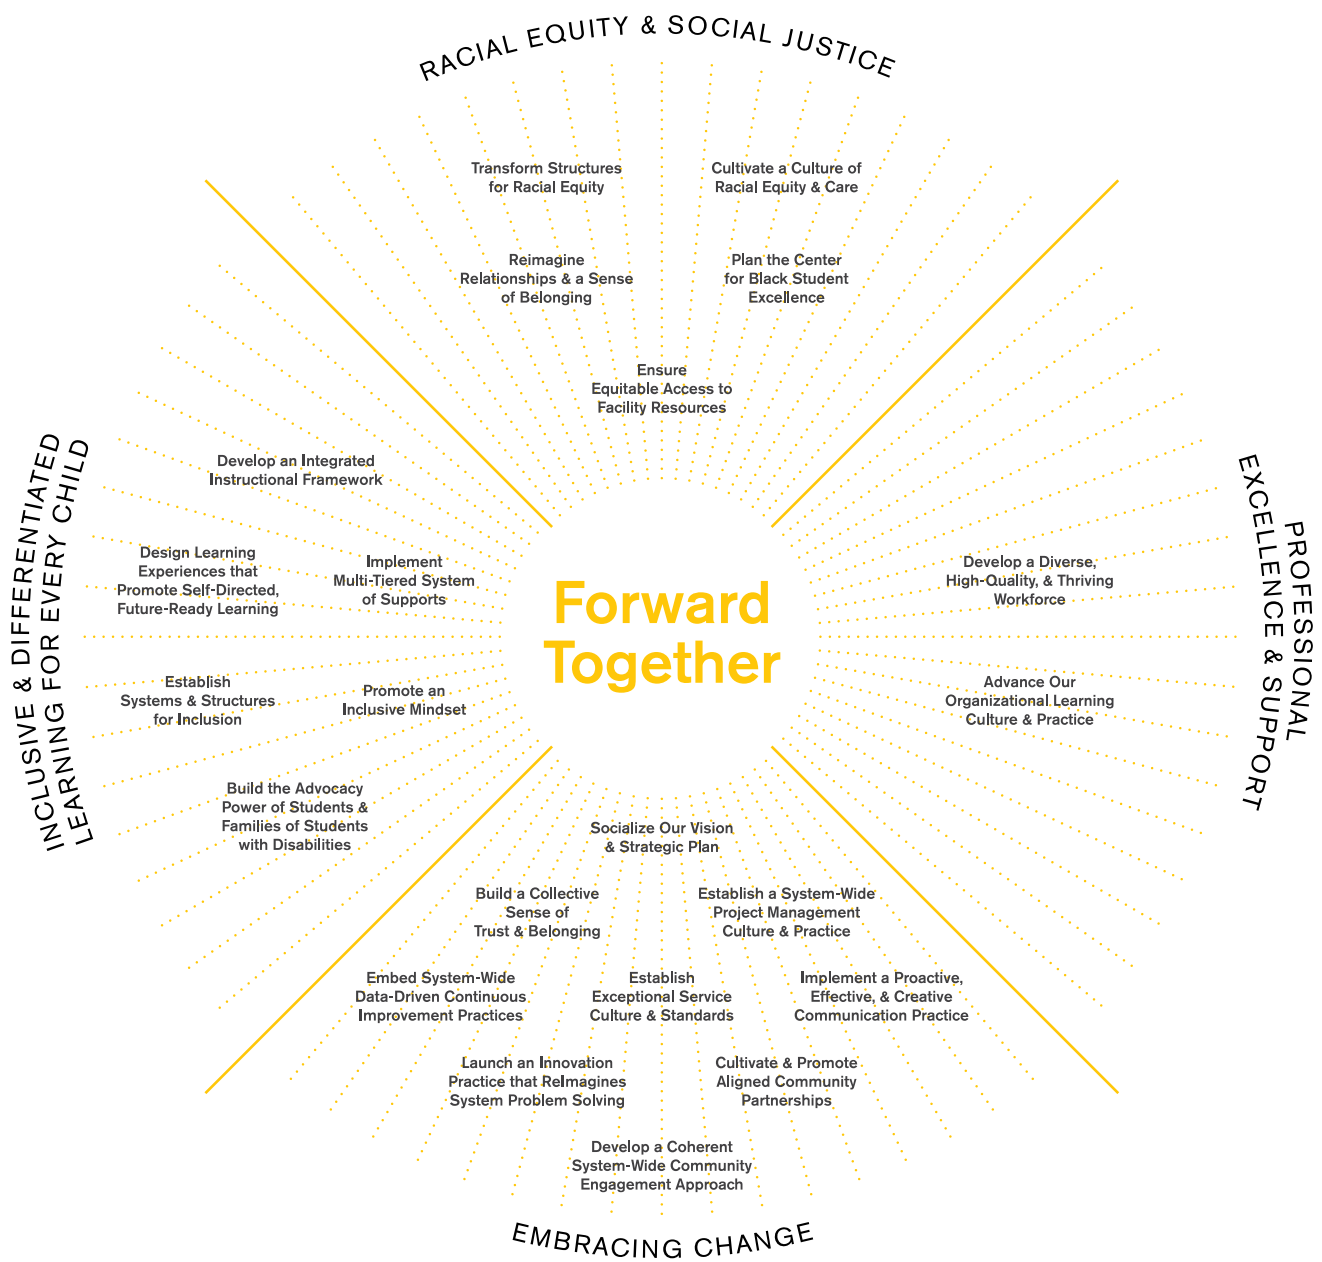 RACIAL EQUITY & SOCIAL JUSTICE
Transform Structures
for Racial Equity
Cultivate a Culture of
Racial Equity & Care
Reimagine
Relationships & a Sense
of Belonging
Plan the Center
for Black Student
Excellence
Ensure
Equitable Access to
Facility Resources
INCLUSIVE & DIFFERENTIATED
LEARNING FOR EVERY CHILD
Develop an Integrated
Instructional Framework
Design Learning
Experiences that
Promote Self-Directed,
Future-Ready Learning
Implement
Multi-Tiered System
of Supports
Establish
Systems & Structures
for Inclusion
Promote an
Inclusive Mindset
Build the Advocacy
Power of Students &
Families of Students
with Disabilities
Forward
Together
PROFESSIONAL
EXCELLENCE & SUPPORT
Develop a Diverse,
High-Quality, & Thriving
Workforce
Advance Our
Organizational Learning
Culture & Practice
Socialize Our Vision
& Strategic Plan
Build a Collective
Sense of
Trust & Belonging
Establish a System-Wide
Project Management
Culture & Practice
Embed System-Wide
Data-Driven Continuous
Improvement Practices
Establish
Exceptional Service
Culture & Standards
Implement a Proactive,
Effective, & Creative
Communication Practice
Launch an Innovation
Practice that ReImagines
System Problem Solving
Cultivate & Promote
Aligned Community
Partnerships
Develop a Coherent
System-Wide Community
Engagement Approach
EMBRACING CHANGE